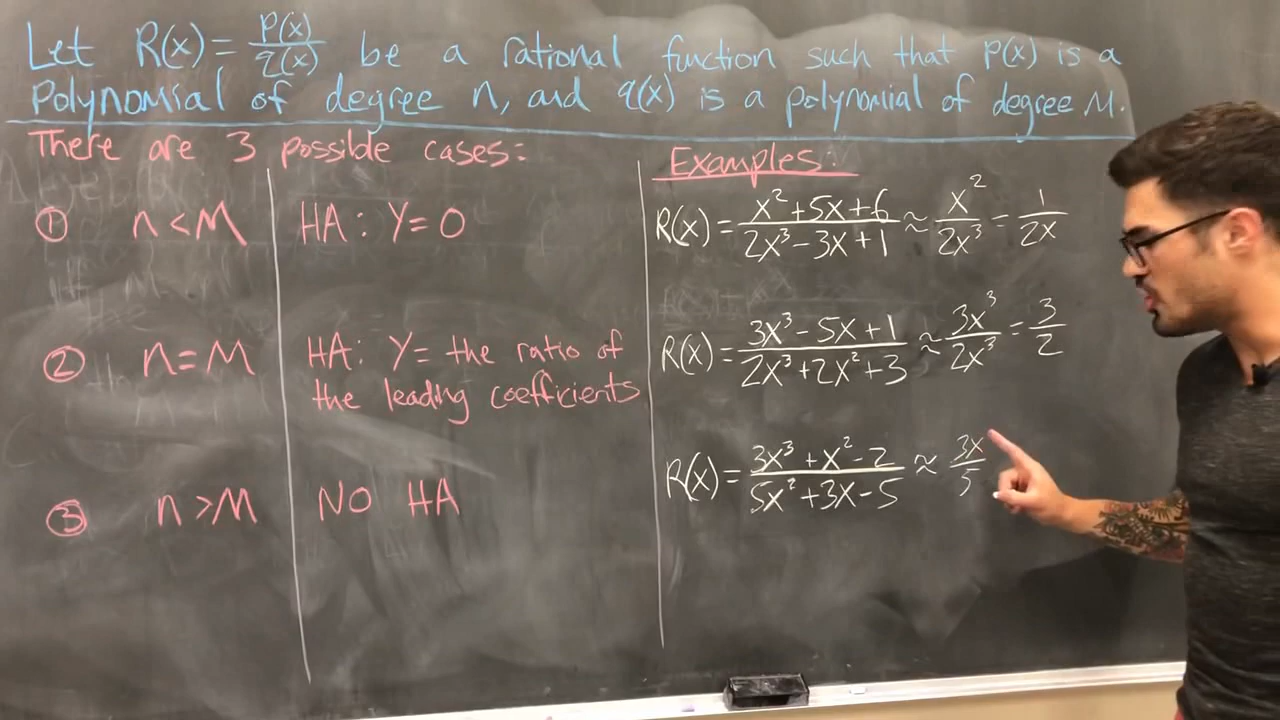 Let R(x) = P(x)/q(x) be a rational function such that P(x) is a
Polynomial of degree n, and q(x) is a polynomial of degree M.
There are 3 possible cases:
① n < M HA: Y = 0
② n = M HA: Y = the ratio of
the leading coefficients
③ n > M NO HA
Examples:
R(x) = x²+5x+6 / 2x³-3x+1 ≈ x²/2x³ = 1/2x
R(x) = 3x³-5x+1 / 2x³+2x²+3 ≈ 3x³/2x³ = 3/2
R(x) = 3x³+x²-2 / 5x²+3x-5 ≈ 3x/5